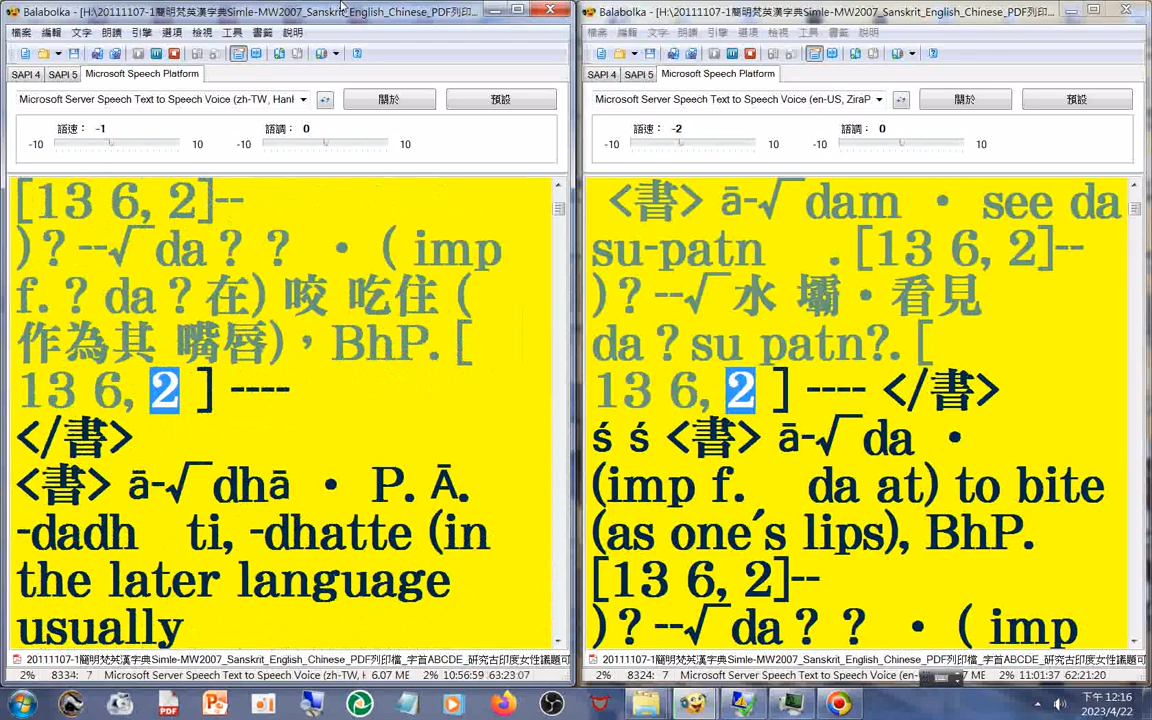 Balabolka - [H:\20111107-1簡明梵英漢字典Simle-MW2007_Sanskrit_English_Chinese_PDF列印...
檔案 編輯 文字 朗讀 引擎 選項 檢視 工具 書籤 說明
SAPI 4 SAPI 5 Microsoft Speech Platform
Microsoft Server Speech Text to Speech Voice (zh-TW, Hanl
關於 預設
語速： -1 語調： 0
-10 10 -10 10
[13 6, 2]--
)？--√ da？？ ・ ( imp
f. ? da？在) 咬 吃住 (
作為其 嘴唇)，BhP. [
13 6, 2 ] ----
</書>
<書> ā-√dhā ・ P. Ā.
-dadh ti, -dhatte (in
the later language
usually
20111107-1簡明梵英漢字典Simle-MW2007_Sanskrit_English_Chinese_PDF列印檔_字首ABCDE_研究古印度女性議題可
2% 8334: 7 Microsoft Server Speech Text to Speech Voice (zh-TW, H 6.07 ME 2% 10:56:59 63:23:07
Balabolka - [H:\20111107-1簡明梵英漢字典Simle-MW2007_Sanskrit_English_Chinese_PDF列印...
檔案 編輯 文字 朗讀 引擎 選項 檢視 工具 書籤 說明
SAPI 4 SAPI 5 Microsoft Speech Platform
Microsoft Server Speech Text to Speech Voice (en-US, ZiraP
關於 預設
語速： -2 語調： 0
-10 10 -10 10
<書> ā-√dam ・ see da
su-patn . [13 6, 2]--
)？--√水 壩・看見
da？su patn?. [
13 6, 2 ] ---- </書>
ś ś <書> ā-√da ・
(imp f. da at) to bite
(as one's lips), BhP.
[13 6, 2]--
)？--√da？？ ・ ( imp
20111107-1簡明梵英漢字典Simle-MW2007_Sanskrit_English_Chinese_PDF列印檔_字首ABCDE_研究古印度女性議題可
2% 8324: 7 Microsoft Server Speech Text to Speech Voice (en- 2% 11:01:37 62:21:20
下午 12:16
2023/4/22